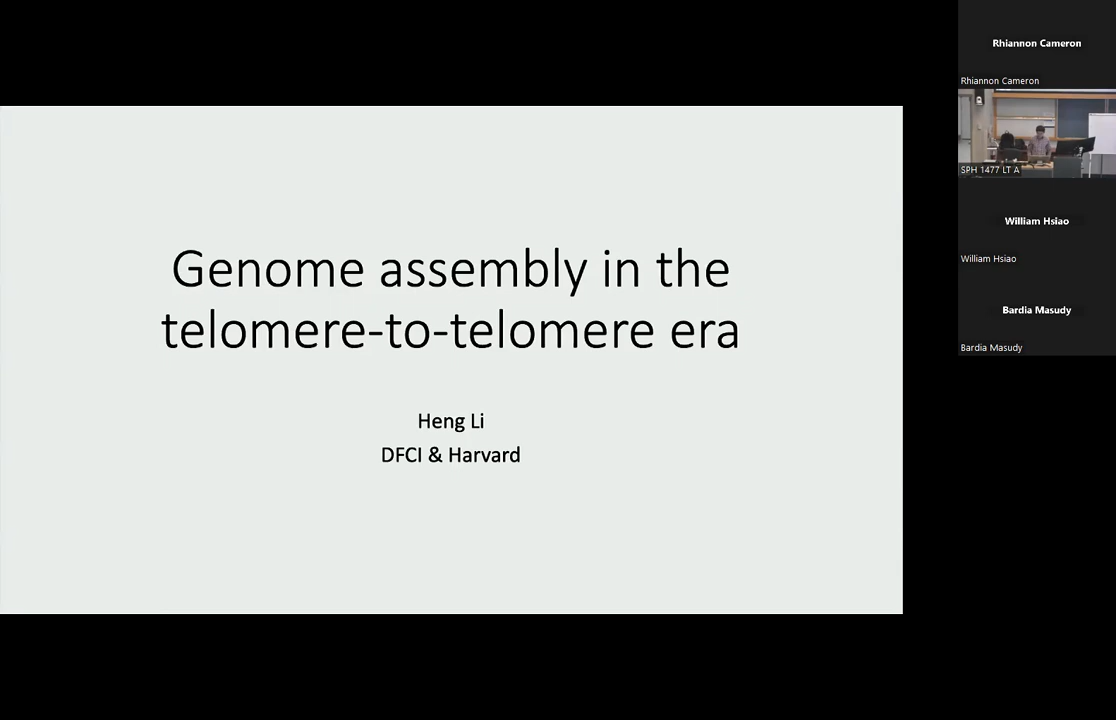 Genome assembly in the
telomere-to-telomere era
Heng Li
DFCI & Harvard
Rhiannon Cameron
Rhiannon Cameron
SPH 1477 LT A
William Hsiao
William Hsiao
Bardia Masudy
Bardia Masudy